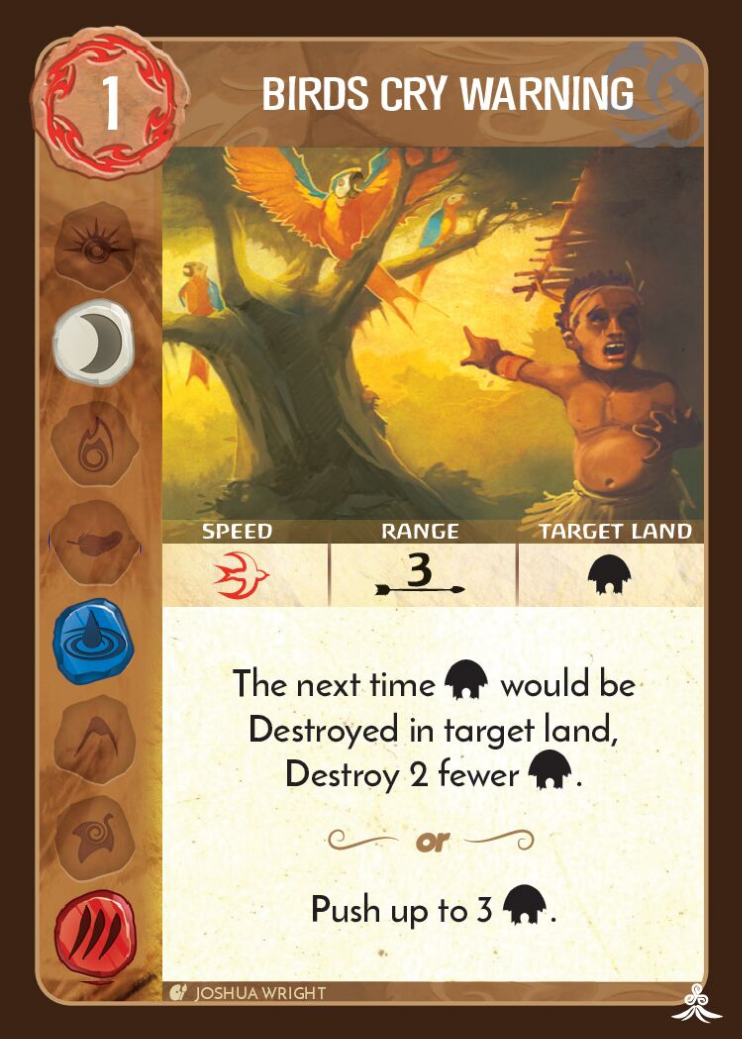 1
BIRDS CRY WARNING
SPEED
RANGE
TARGET LAND
3
The next time would be
Destroyed in target land,
Destroy 2 fewer .
or
Push up to 3 .
JOSHUA WRIGHT